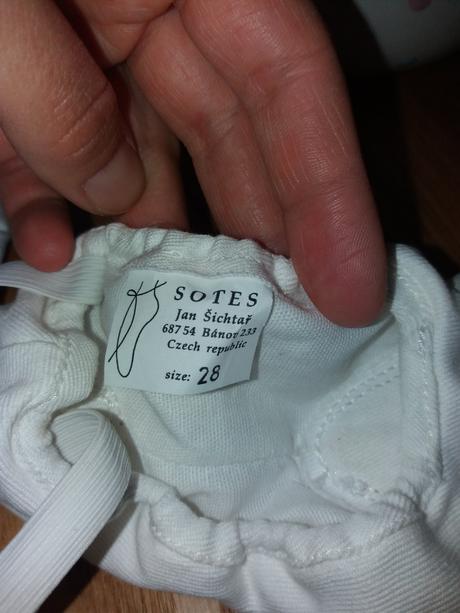 SOTES
Jan Šichtař
687 54 Bánov 233
Czech republic
size: 28